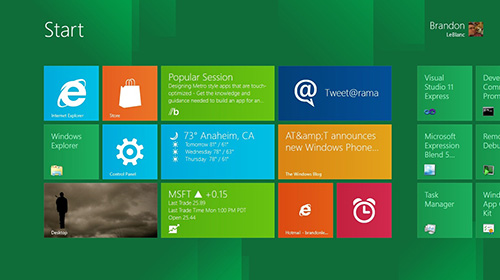 Start
Brandon
LeBlanc
Internet Explorer
Store
Popular Session
Designing Metro style apps that are touch-
optimized - Get the knowledge and
guidance needed to build an app for an...
@
Tweet@rama
Visual
Studio 11
Express
Windows
Explorer
Control Panel
73° Anaheim, CA
Tomorrow 81° / 61°
Wednesday 78° / 63°
Thursday 78° / 61°
AT&amp;T announces
new Windows Phone...
The Windows Blog
Microsoft
Expression
Blend 5...
Desktop
MSFT ▲ +0.15
Last Trade 25.89
Last Trade Time Mon 1:00 PM PDT
Open 25.44
Hotmail - brandonle...
Task
Manager
Comm
Prom
Remo
Debu
Wind
App C
Kit